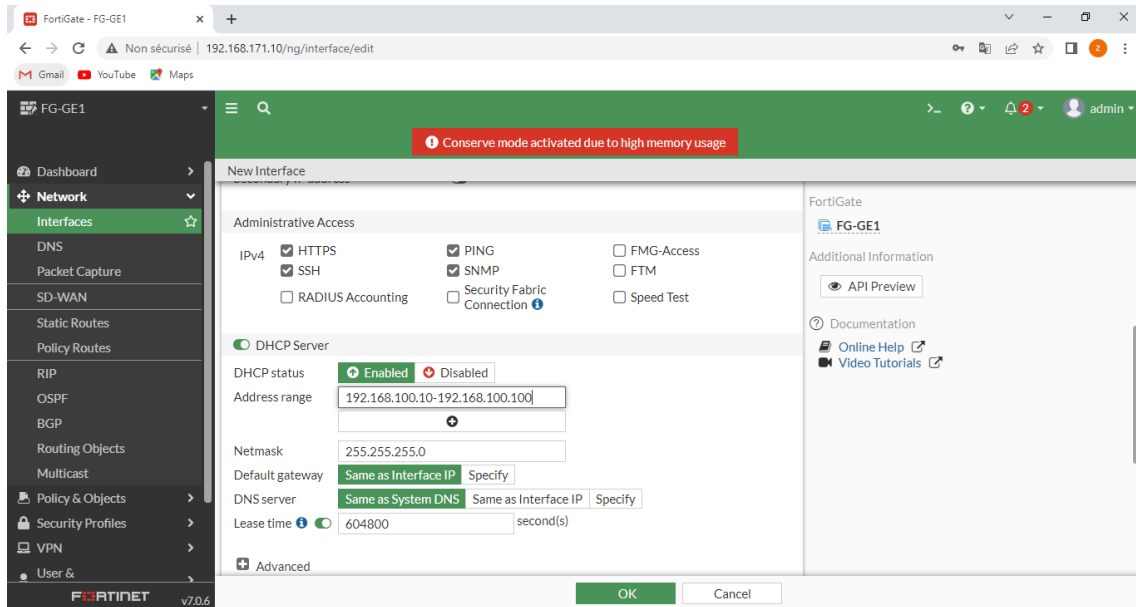 FortiGate - FG-GE1
Non sécurisé | 192.168.171.10/ng/interface/edit
z
Gmail YouTube Maps
FG-GE1
>_ ? 2 admin
Conserve mode activated due to high memory usage
Dashboard
Network
Interfaces
DNS
Packet Capture
SD-WAN
Static Routes
Policy Routes
RIP
OSPF
BGP
Routing Objects
Multicast
Policy & Objects
Security Profiles
VPN
User &
FORTINET v7.0.6
New Interface
Administrative Access
IPv4 HTTPS PING FMG-Access
SSH SNMP FTM
RADIUS Accounting Security Fabric Connection Speed Test
DHCP Server
DHCP status Enabled Disabled
Address range 192.168.100.10-192.168.100.100
Netmask 255.255.255.0
Default gateway Same as Interface IP Specify
DNS server Same as System DNS Same as Interface IP Specify
Lease time 604800 second(s)
Advanced
OK Cancel
FortiGate
FG-GE1
Additional Information
API Preview
Documentation
Online Help
Video Tutorials